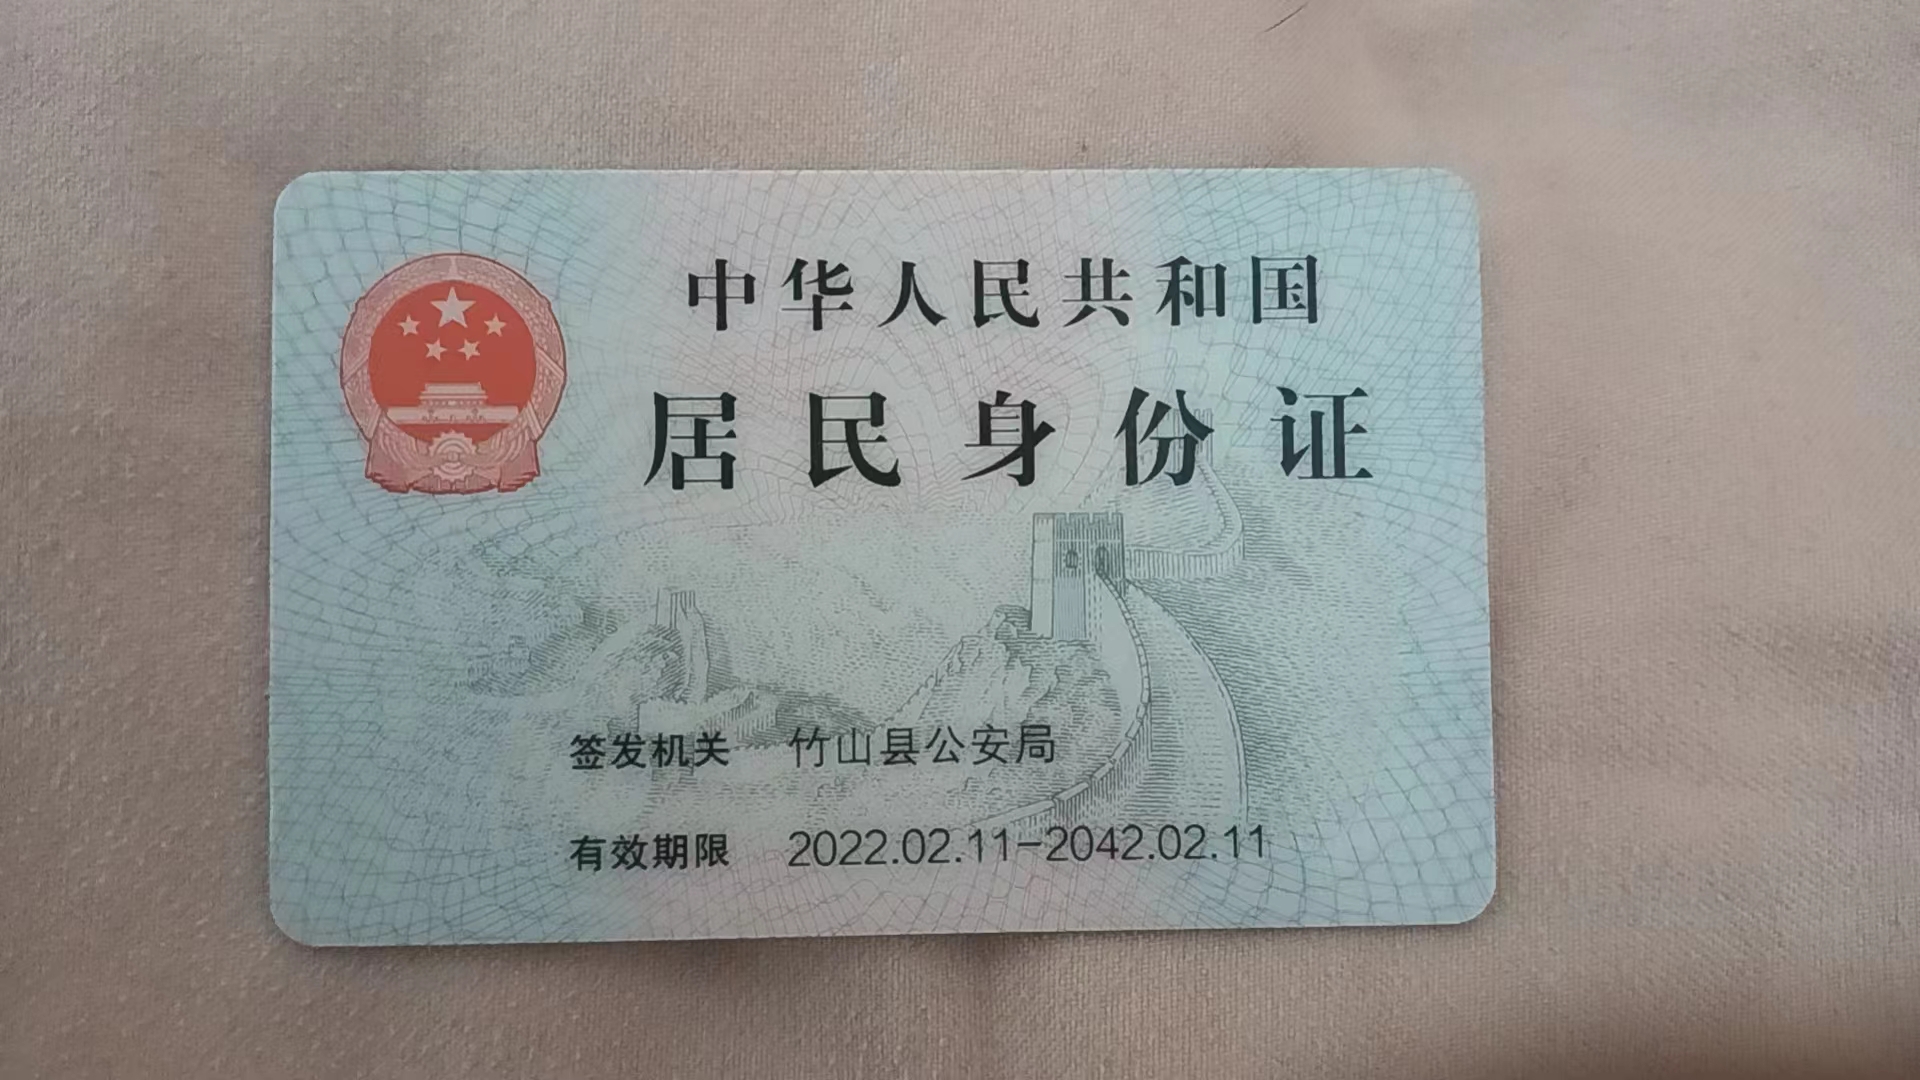 中华人民共和国
居民身份证
签发机关 竹山县公安局
有效期限 2022.02.11-2042.02.11